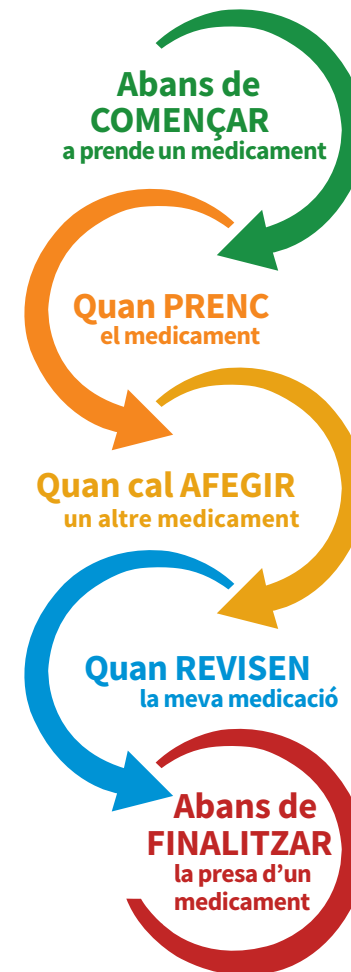 Abans de
COMENÇAR
a prende un medicament
Quan PRENC
el medicament
Quan cal AFEGIR
un altre medicament
Quan REVISEN
la meva medicació
Abans de
FINALITZAR
la presa d’un
medicament